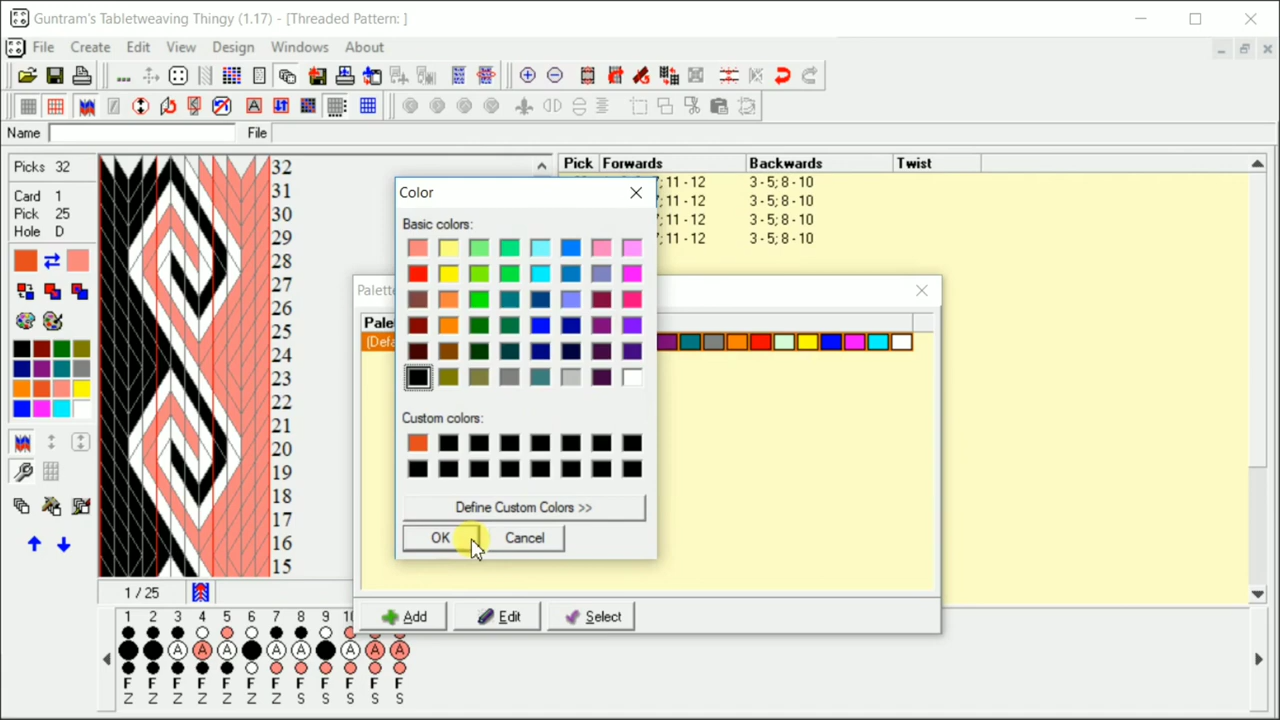 Guntram's Tabletweaving Thingy (1.17) - [Threaded Pattern: ]
File Create Edit View Design Windows About
Name File
Picks 32
Card 1
Pick 25
Hole D
32
31
30
29
28
27
26
25
24
23
22
21
20
19
18
17
16
15
1 / 25
Pick Forwards Backwards Twist
; 11 - 12 3 - 5; 8 - 10
; 11 - 12 3 - 5; 8 - 10
; 11 - 12 3 - 5; 8 - 10
; 11 - 12 3 - 5; 8 - 10
Palette
Pale
(Defa
Color
Basic colors:
Custom colors:
Define Custom Colors >>
OK Cancel
Add Edit Select
1 2 3 4 5 6 7 8 9 10
A A A A A A A A
F F F F F F F F F F F F
Z Z Z Z Z Z Z S S S S S